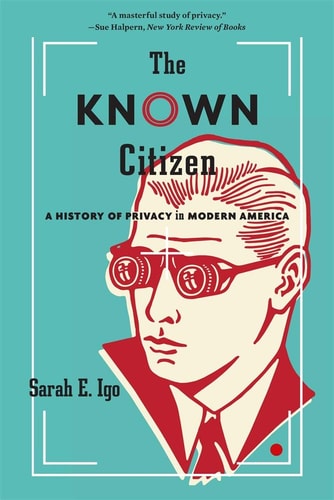 “A masterful study of privacy.”
—Sue Halpern, New York Review of Books
The
KNOWN
Citizen
A HISTORY OF PRIVACY in MODERN AMERICA
Sarah E. Igo